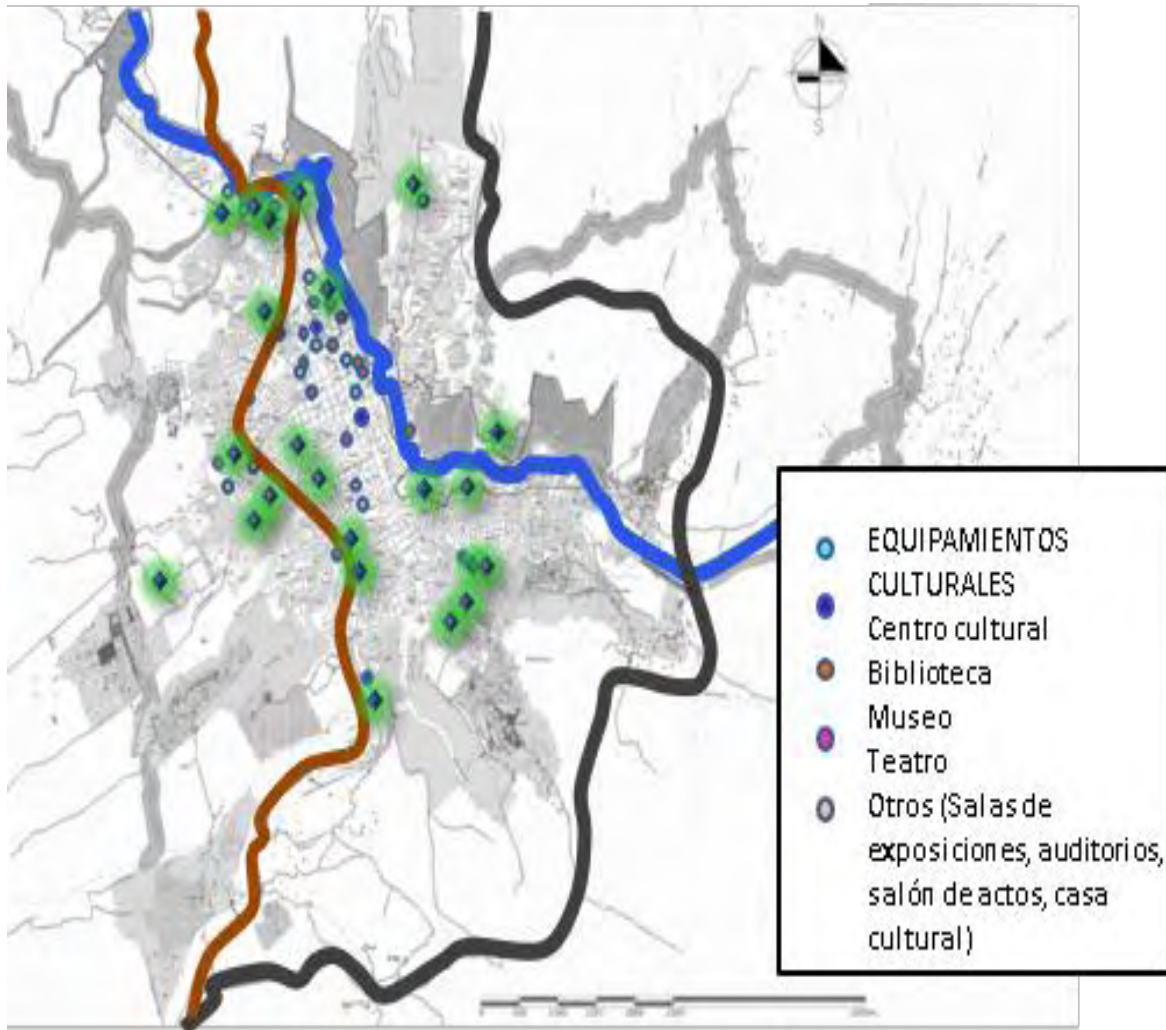 N
S
EQUIPAMIENTOS
CULTURALES
Centro cultural
Biblioteca
Museo
Teatro
Otros (Salas de
exposiciones, auditorios,
salón de actos, casa
cultural)